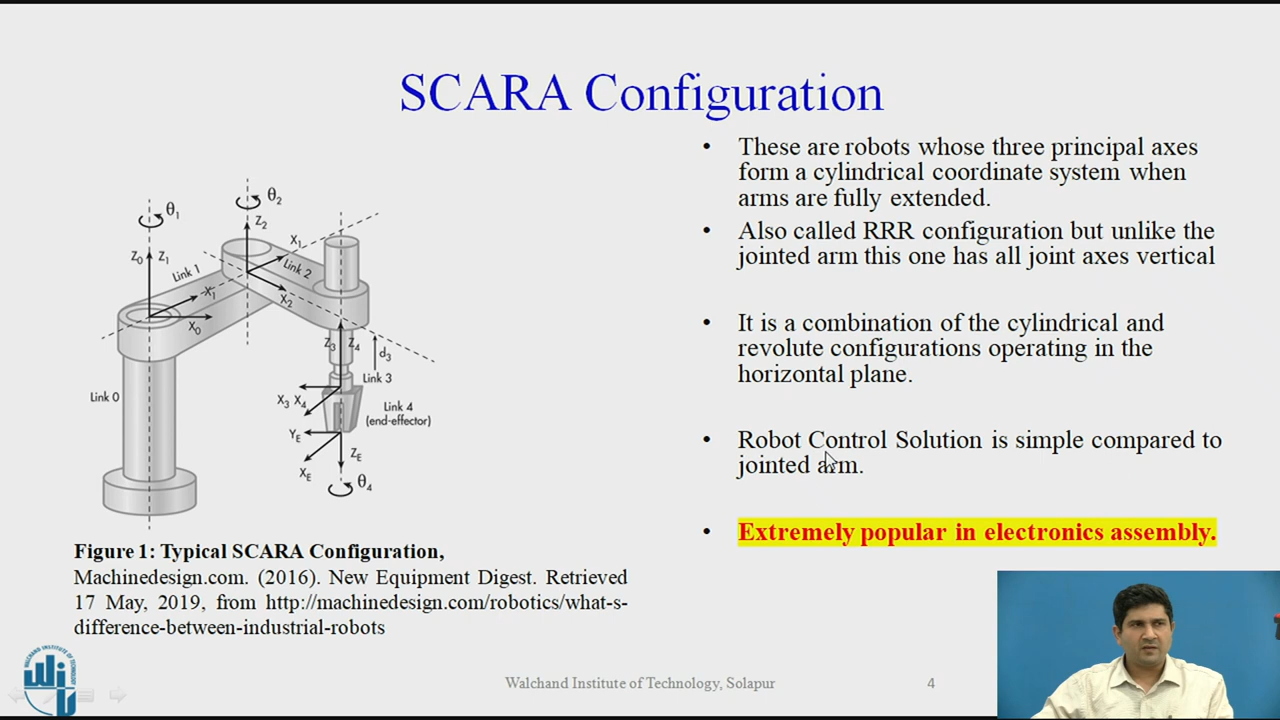 SCARA Configuration
• These are robots whose three principal axes
form a cylindrical coordinate system when
arms are fully extended.
• Also called RRR configuration but unlike the
jointed arm this one has all joint axes vertical
• It is a combination of the cylindrical and
revolute configurations operating in the
horizontal plane.
• Robot Control Solution is simple compared to
jointed arm.
• Extremely popular in electronics assembly.
θ1
θ2
Z0 Z1
Z2
Link 1
X1
Link 2
X1
X0
X2
Z3 Z4
d3
Link 3
Link 0
X3 X4
Link 4
(end-effector)
YE
ZE
XE
θ4
Figure 1: Typical SCARA Configuration,
Machinedesign.com. (2016). New Equipment Digest. Retrieved
17 May, 2019, from http://machinedesign.com/robotics/what-s-
difference-between-industrial-robots
Walchand Institute of Technology, Solapur
4